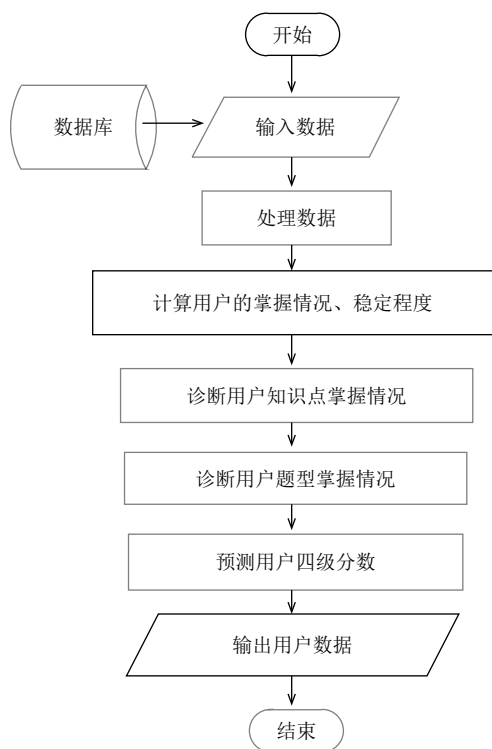 开始
数据库
输入数据
处理数据
计算用户的掌握情况、稳定程度
诊断用户知识点掌握情况
诊断用户题型掌握情况
预测用户四级分数
输出用户数据
结束